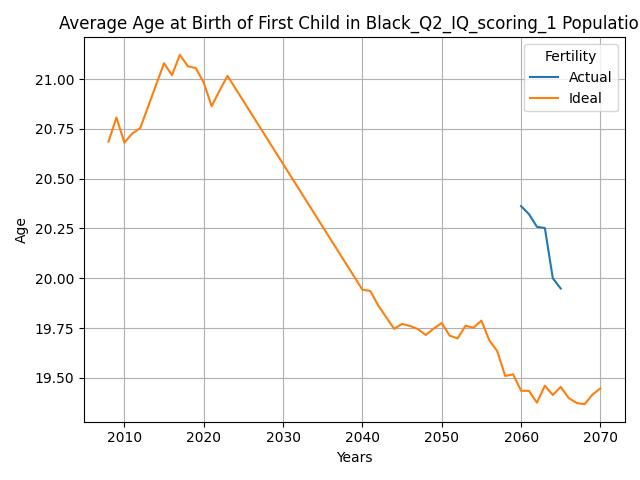 Average Age at Birth of First Child in Black_Q2_IQ_scoring_1 Populatio
Fertility
Actual
Ideal
21.00
20.75
20.50
20.25
20.00
19.75
19.50
Age
2010 2020 2030 2040 2050 2060 2070
Years